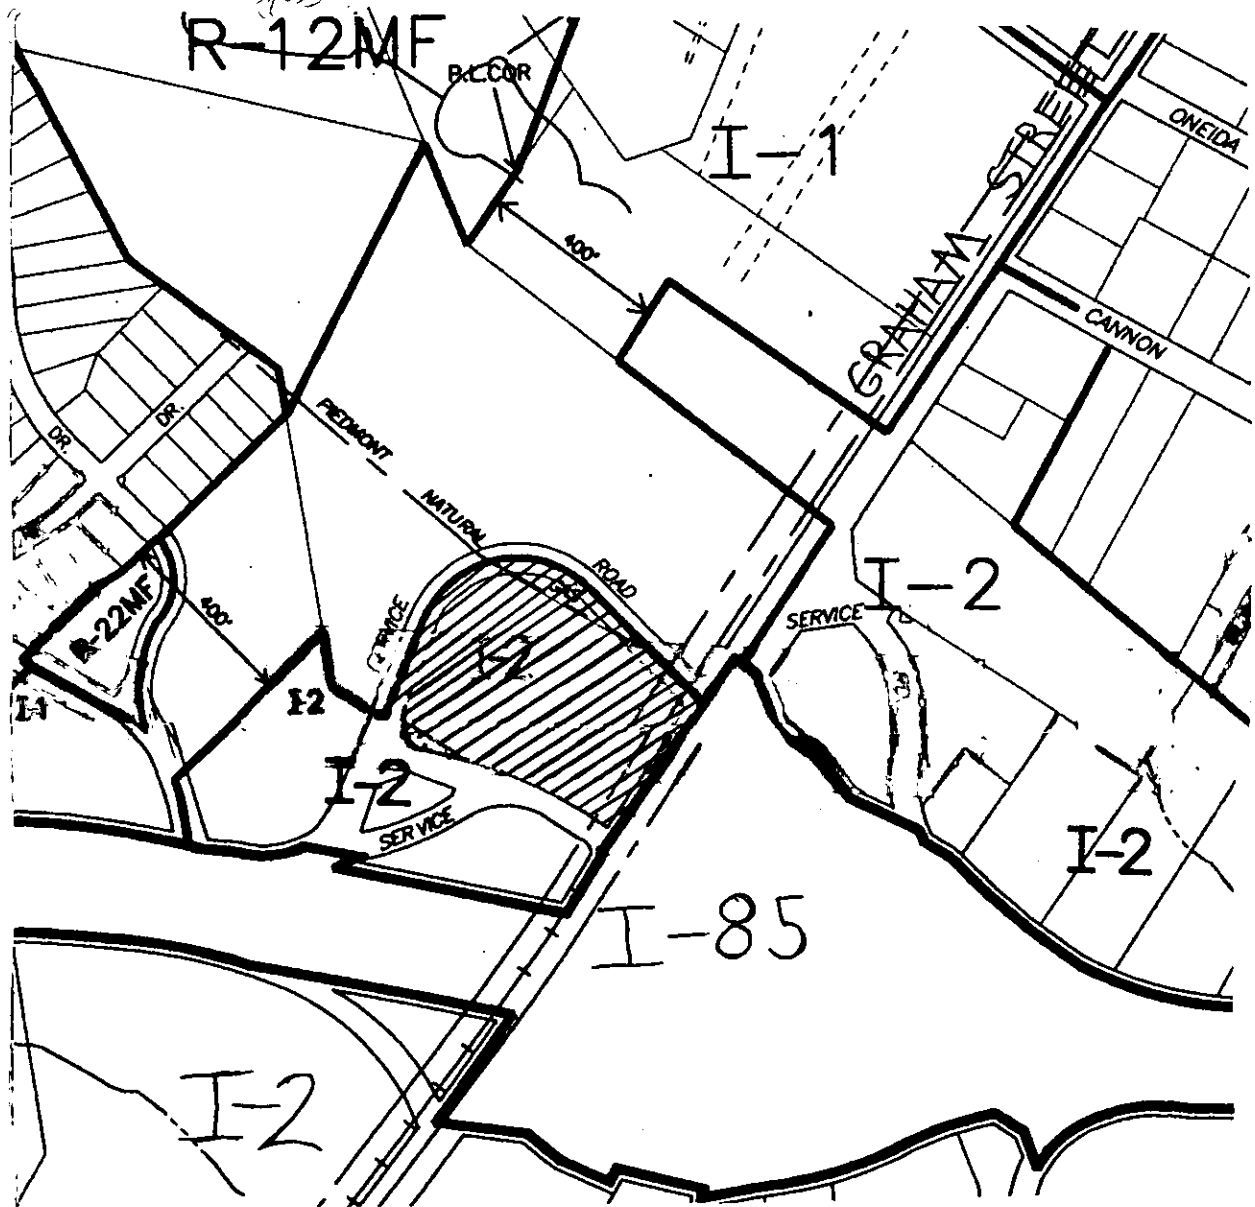 R-12MF
B.L.COR
I-1
ONEIDA
GRAHAM STRE
400'
CANNON
DR.
DR.
PIEDMONT
NATURAL
GAS
ROAD
I-2
SERVICE
R-22MF
400'
SERVICE
I-2
I-1
I-2
I-2
SERVICE
I-2
I-85
I-2